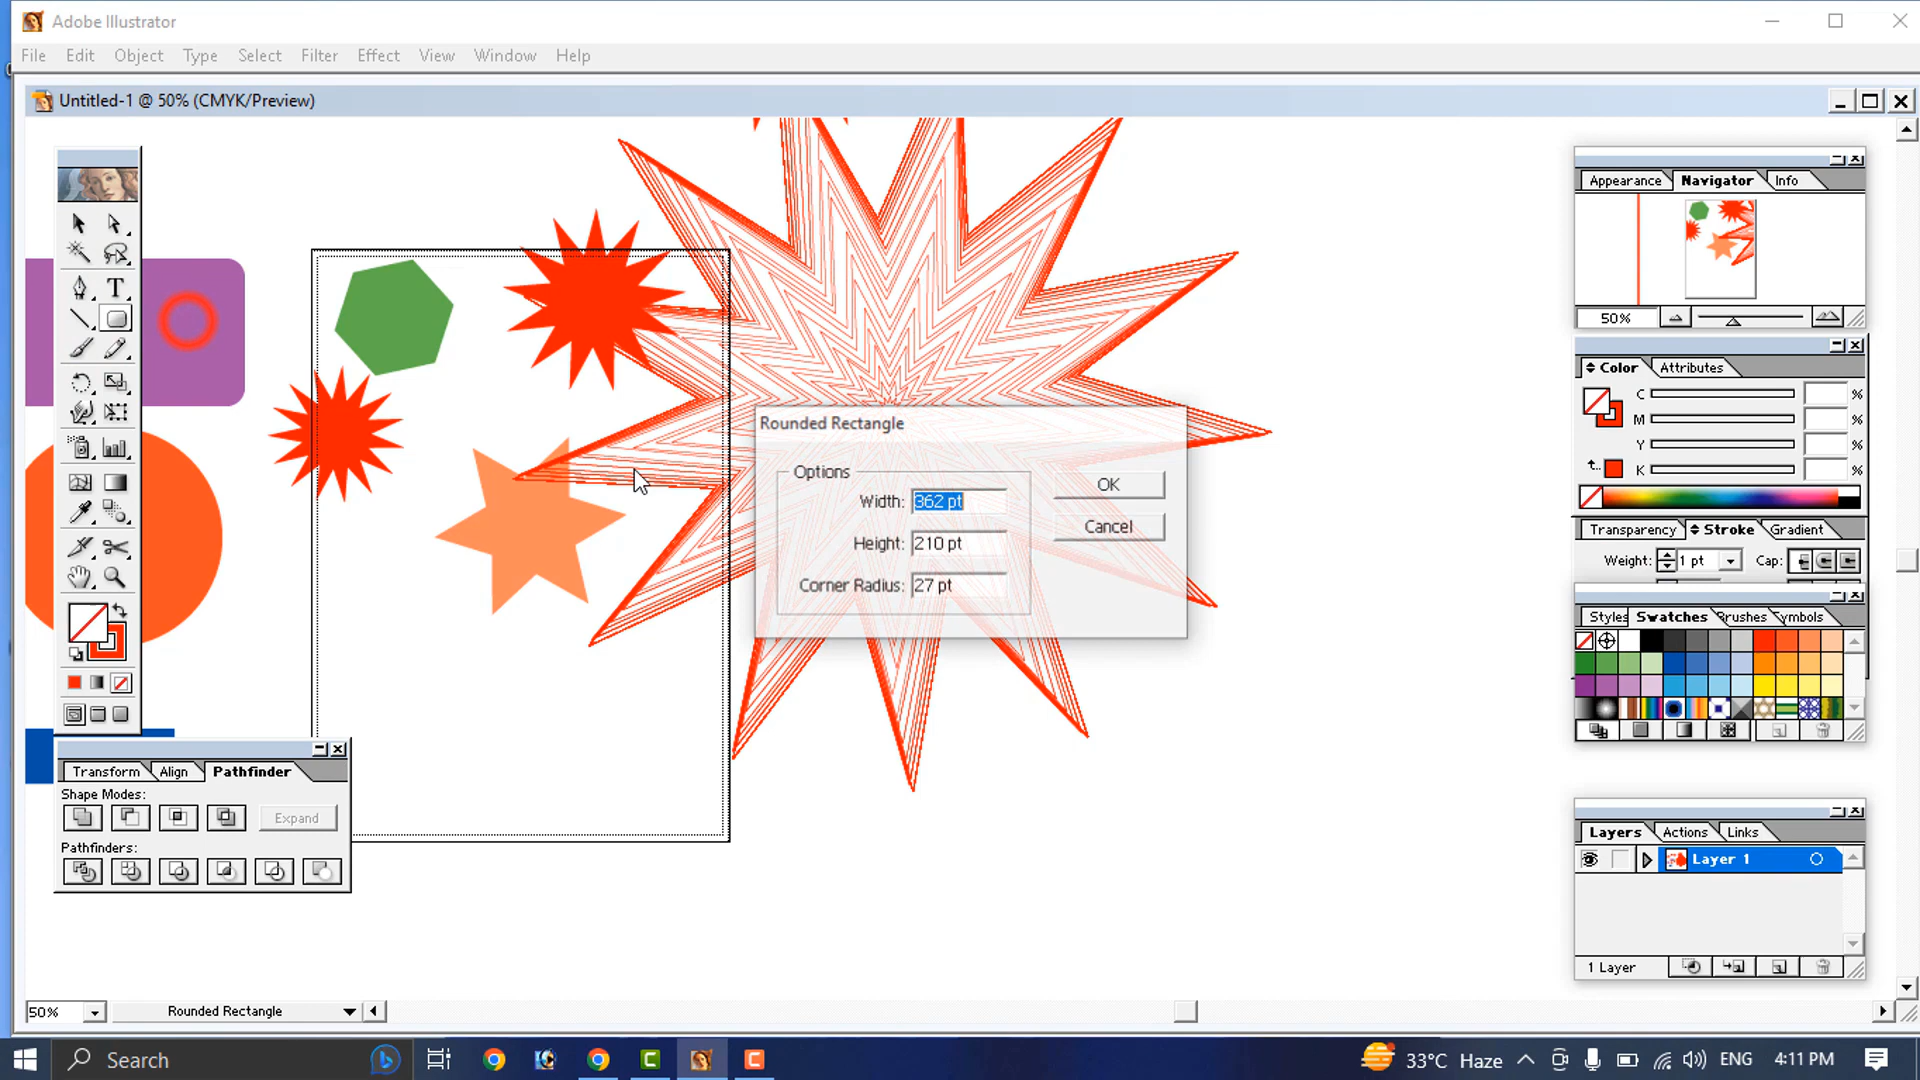 Adobe Illustrator
File Edit Object Type Select Filter Effect View Window Help
Untitled-1 @ 50% (CMYK/Preview)
T
Appearance Navigator Info
50%
Color Attributes
C %
M %
Y %
K %
Transparency Stroke Gradient
Weight: 1 pt Cap:
Styles Swatches Brushes Symbols
Rounded Rectangle
Options
Width: 362 pt
Height: 210 pt
Corner Radius: 27 pt
OK
Cancel
Transform Align Pathfinder
Shape Modes:
Expand
Pathfinders:
Layers Actions Links
Layer 1
1 Layer
50% Rounded Rectangle
Search
33°C Haze ENG 4:11 PM